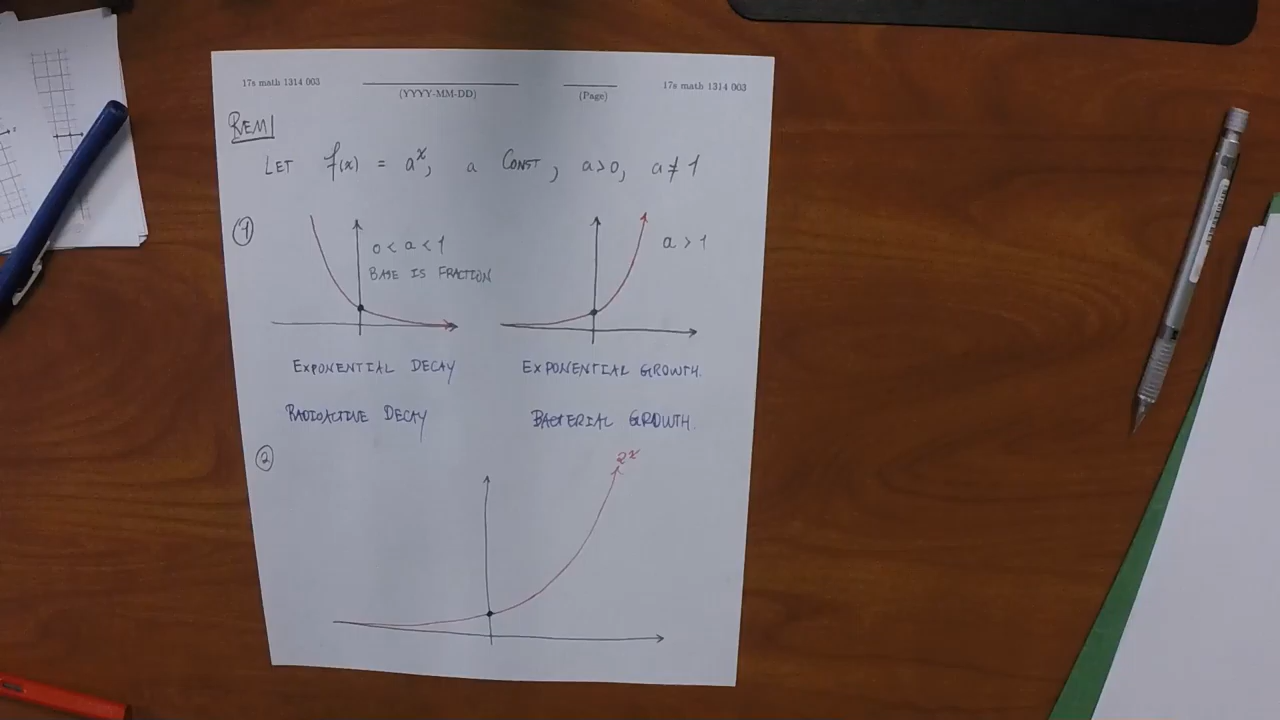 17s math 1314 003
(YYYY-MM-DD)
(Page)
17s math 1314 003
REM
LET f(x) = a^x, a CONST, a>0, a≠1
①
0 < a < 1
BASE IS FRACTION
a > 1
EXPONENTIAL DECAY
EXPONENTIAL GROWTH.
RADIOACTIVE DECAY
BACTERIAL GROWTH.
②
2^x